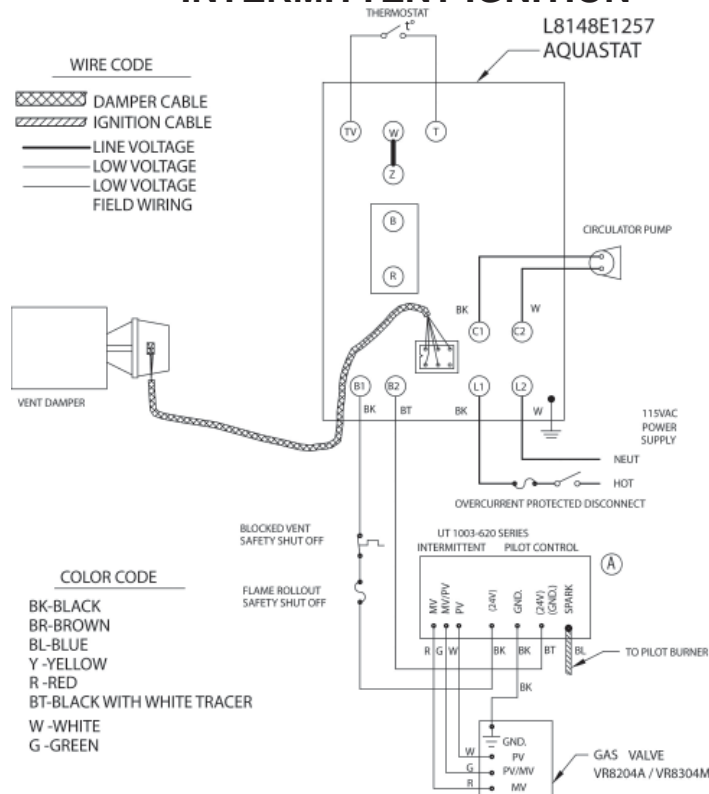 INTERMITTENT IGNITION
THERMOSTAT
t°
L8148E1257
AQUASTAT
WIRE CODE
DAMPER CABLE
IGNITION CABLE
LINE VOLTAGE
LOW VOLTAGE
LOW VOLTAGE
FIELD WIRING
TV
W
T
Z
B
R
CIRCULATOR PUMP
BK
W
C1
C2
VENT DAMPER
B1
B2
L1
L2
BK
BT
BK
W
115VAC
POWER
SUPPLY
NEUT
HOT
OVERCURRENT PROTECTED DISCONNECT
BLOCKED VENT
SAFETY SHUT OFF
FLAME ROLLOUT
SAFETY SHUT OFF
UT 1003-620 SERIES
INTERMITTENT PILOT CONTROL
A
MV
MV/PV
PV
(24V)
GND.
(24V)
(GND.)
SPARK
R G W BK BK BT BL
TO PILOT BURNER
BK
COLOR CODE
BK-BLACK
BR-BROWN
BL-BLUE
Y -YELLOW
R -RED
BT-BLACK WITH WHITE TRACER
W -WHITE
G -GREEN
GND.
W PV
G PV/MV
R MV
GAS VALVE
VR8204A / VR8304M